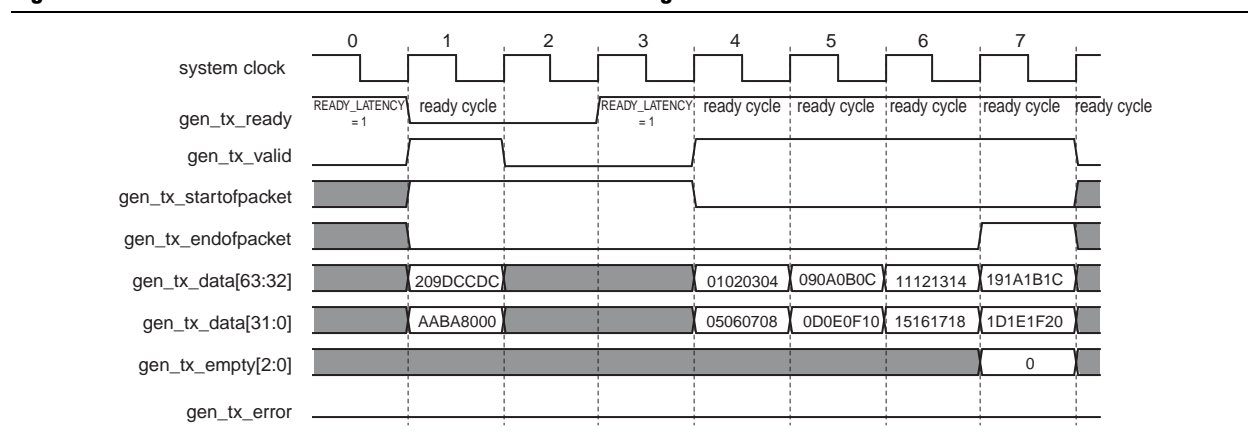 0 1 2 3 4 5 6 7
system clock
gen_tx_ready READY_LATENCY = 1 ready cycle READY_LATENCY = 1 ready cycle ready cycle ready cycle ready cycle ready cycle
gen_tx_valid
gen_tx_startofpacket
gen_tx_endofpacket
gen_tx_data[63:32] 209DCCDC 01020304 090A0B0C 11121314 191A1B1C
gen_tx_data[31:0] AABA8000 05060708 0D0E0F10 15161718 1D1E1F20
gen_tx_empty[2:0] 0
gen_tx_error